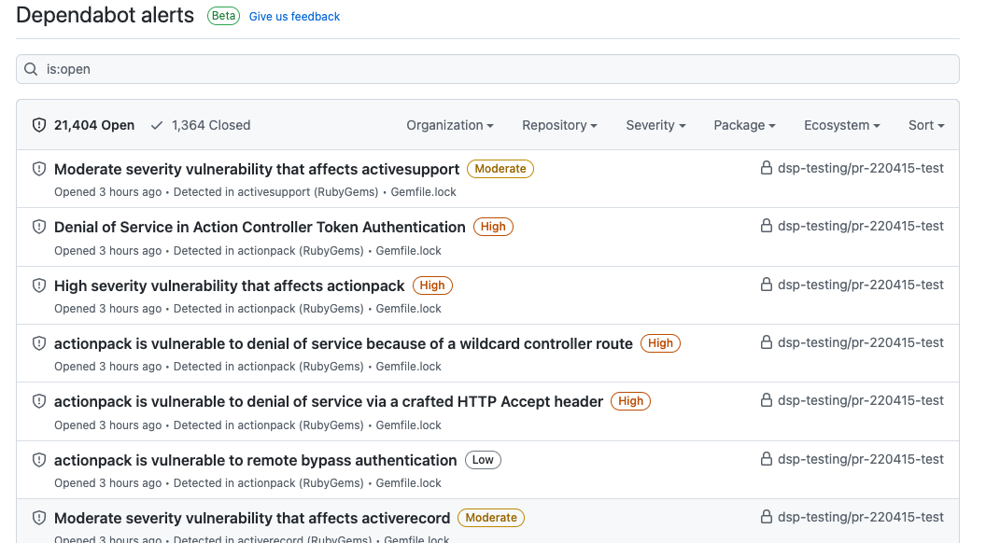 Dependabot alerts Beta Give us feedback
is:open
21,404 Open 1,364 Closed Organization Repository Severity Package Ecosystem Sort
Moderate severity vulnerability that affects activesupport Moderate dsp-testing/pr-220415-test
Opened 3 hours ago • Detected in activesupport (RubyGems) • Gemfile.lock
Denial of Service in Action Controller Token Authentication High dsp-testing/pr-220415-test
Opened 3 hours ago • Detected in actionpack (RubyGems) • Gemfile.lock
High severity vulnerability that affects actionpack High dsp-testing/pr-220415-test
Opened 3 hours ago • Detected in actionpack (RubyGems) • Gemfile.lock
actionpack is vulnerable to denial of service because of a wildcard controller route High dsp-testing/pr-220415-test
Opened 3 hours ago • Detected in actionpack (RubyGems) • Gemfile.lock
actionpack is vulnerable to denial of service via a crafted HTTP Accept header High dsp-testing/pr-220415-test
Opened 3 hours ago • Detected in actionpack (RubyGems) • Gemfile.lock
actionpack is vulnerable to remote bypass authentication Low dsp-testing/pr-220415-test
Opened 3 hours ago • Detected in actionpack (RubyGems) • Gemfile.lock
Moderate severity vulnerability that affects activerecord Moderate dsp-testing/pr-220415-test
Opened 3 hours ago • Detected in activerecord (RubyGems) • Gemfile.lock